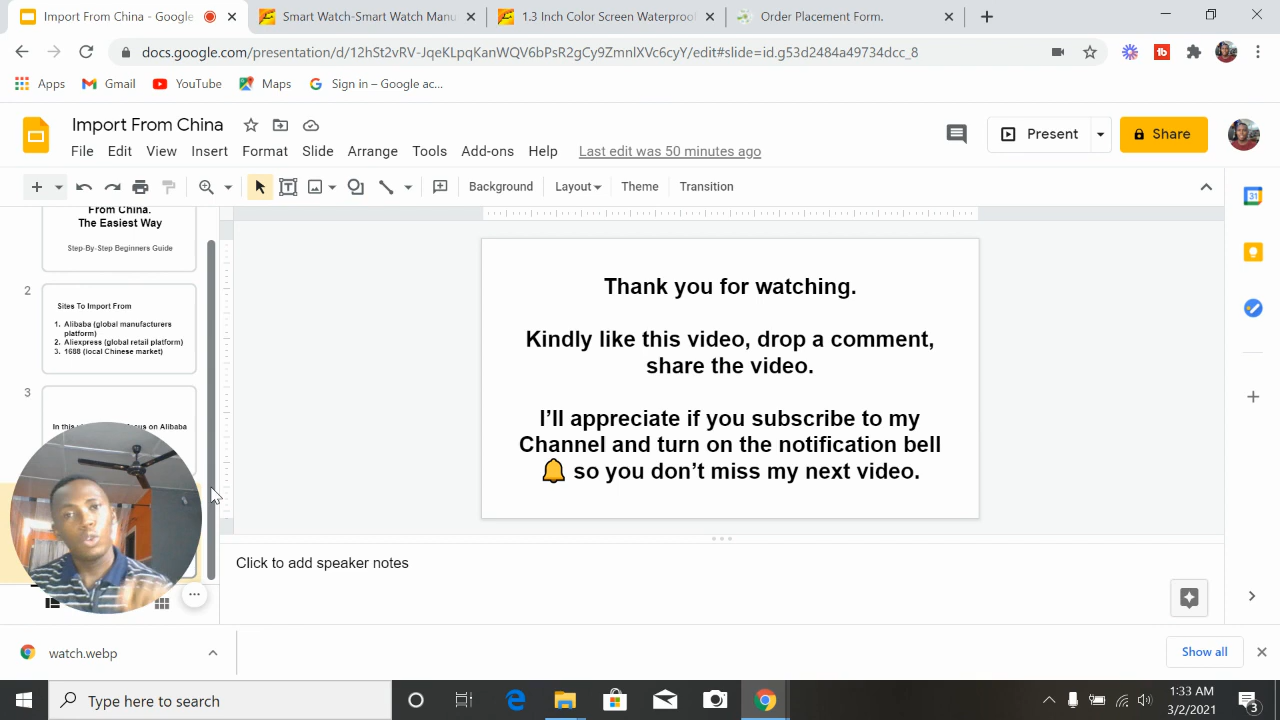 Import From China - Google
Smart Watch-Smart Watch Manu
1.3 Inch Color Screen Waterproof
Order Placement Form.
docs.google.com/presentation/d/12hSt2vRV-JqeKLpqKanWQV6bPsR2gCy9ZmnlXVc6cyY/edit#slide=id.g53d2484a49734dcc_8
Apps
Gmail
YouTube
Maps
Sign in – Google ac...
Import From China
File Edit View Insert Format Slide Arrange Tools Add-ons Help Last edit was 50 minutes ago
Present
Share
Background Layout Theme Transition
From China.
The Easiest Way
Step-By-Step Beginners Guide
2
Sites To Import From
1. Alibaba (global manufacturers
platform)
2. Aliexpress (global retail platform)
3. 1688 (local Chinese market)
3
Thank you for watching.
Kindly like this video, drop a comment,
share the video.
I’ll appreciate if you subscribe to my
Channel and turn on the notification bell
🔔 so you don’t miss my next video.
Click to add speaker notes
watch.webp
Show all
Type here to search
1:33 AM
3/2/2021
3